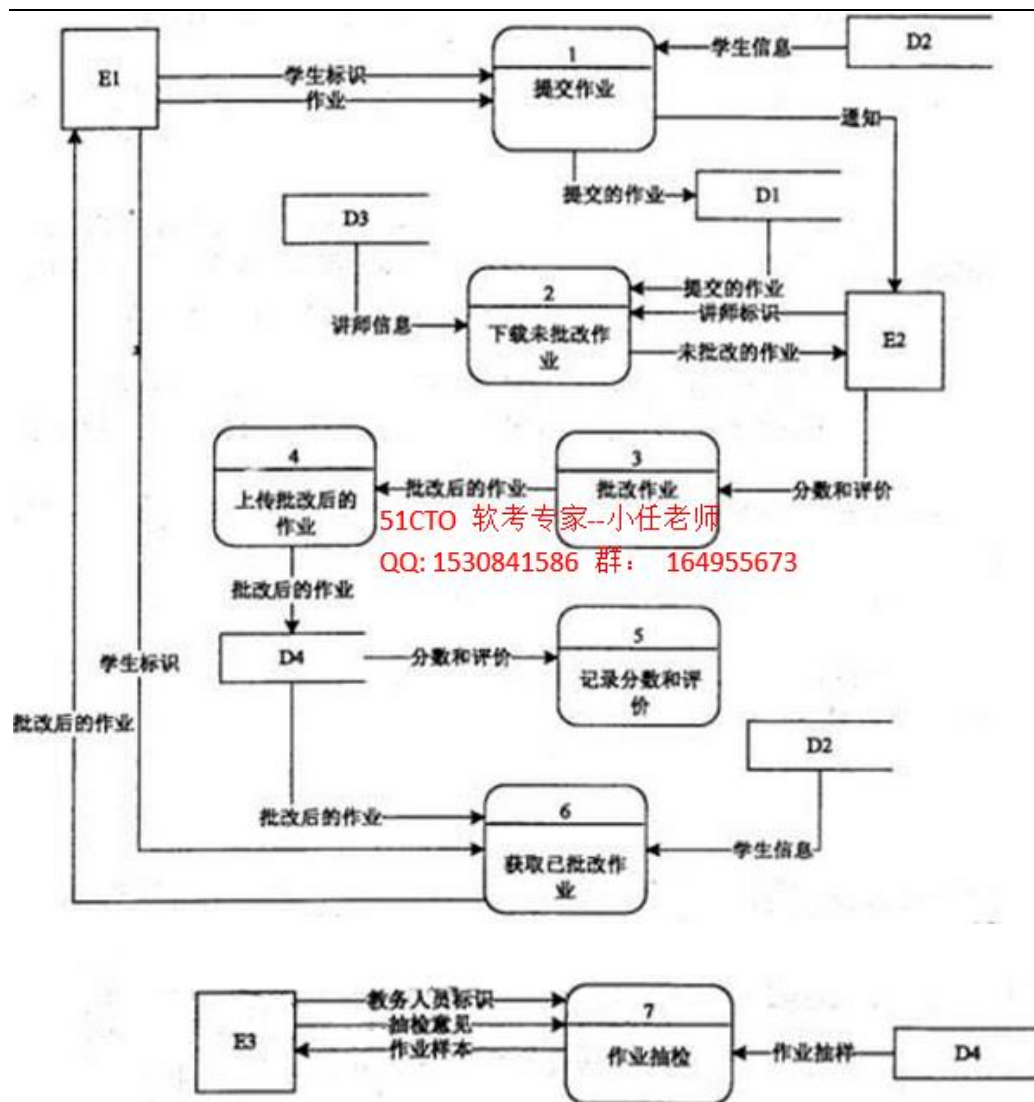 E1
学生标识
作业
1
提交作业
学生信息
D2
通知
提交的作业
D1
D3
讲师信息
2
下载未批改作
业
提交的作业
讲师标识
未批改的作业
E2
4
上传批改后的
作业
批改后的作业
3
批改作业
分数和评价
51CTO 软考专家--小任老师
QQ: 1530841586 群： 164955673
批改后的作业
D4
分数和评价
5
记录分数和评
价
学生标识
批改后的作业
D2
批改后的作业
6
获取已批改作
业
学生信息
E3
教务人员标识
抽检意见
作业样本
7
作业抽检
作业抽样
D4